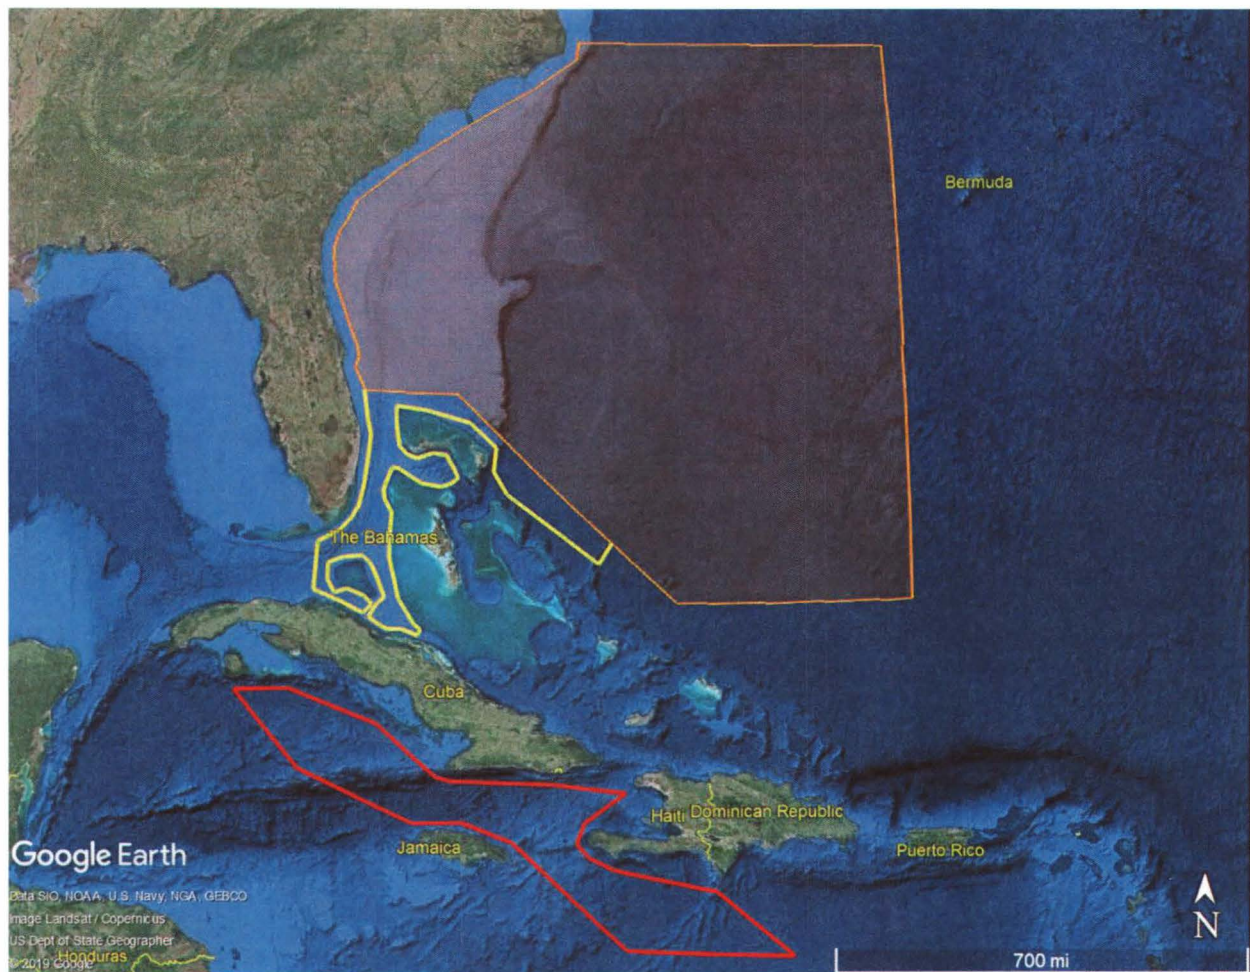 Bermuda
The Bahamas
Cuba
Haiti
Dominican Republic
Jamaica
Puerto Rico
Google Earth
Data SIO, NOAA, U.S. Navy, NGA, GEBCO
Image Landsat / Copernicus
US Dept of State Geographer
© 2019 Google
Honduras
N
700 mi